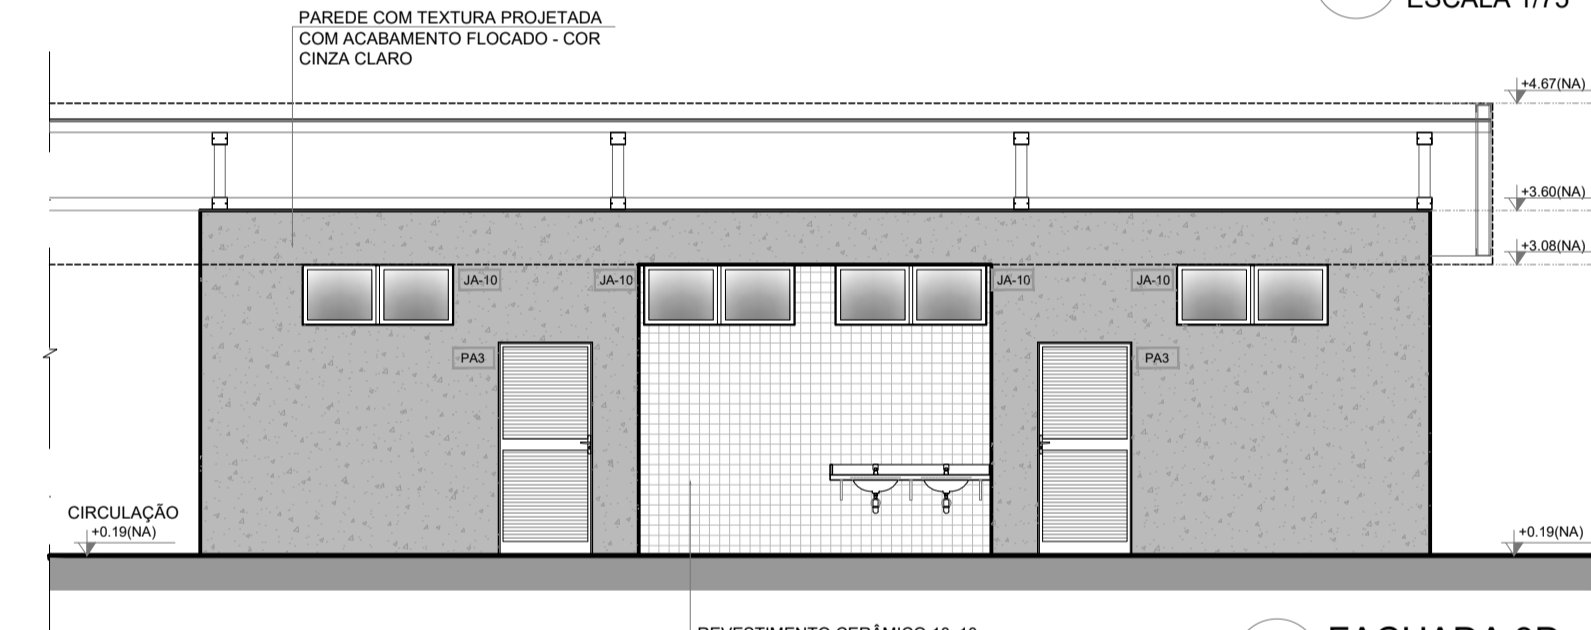 ESCALA 1/75
PAREDE COM TEXTURA PROJETADA
COM ACABAMENTO FLOCADO - COR
CINZA CLARO
+4.67(NA)
+3.60(NA)
+3.08(NA)
JA-10
JA-10
JA-10
JA-10
PA3
PA3
CIRCULAÇÃO
+0.19(NA)
+0.19(NA)
REVESTIMENTO CERÂMICO
FACHADA